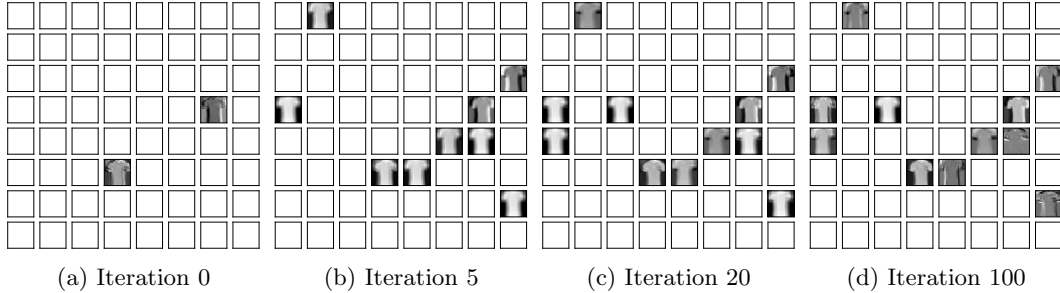 (a) Iteration 0
(b) Iteration 5
(c) Iteration 20
(d) Iteration 100